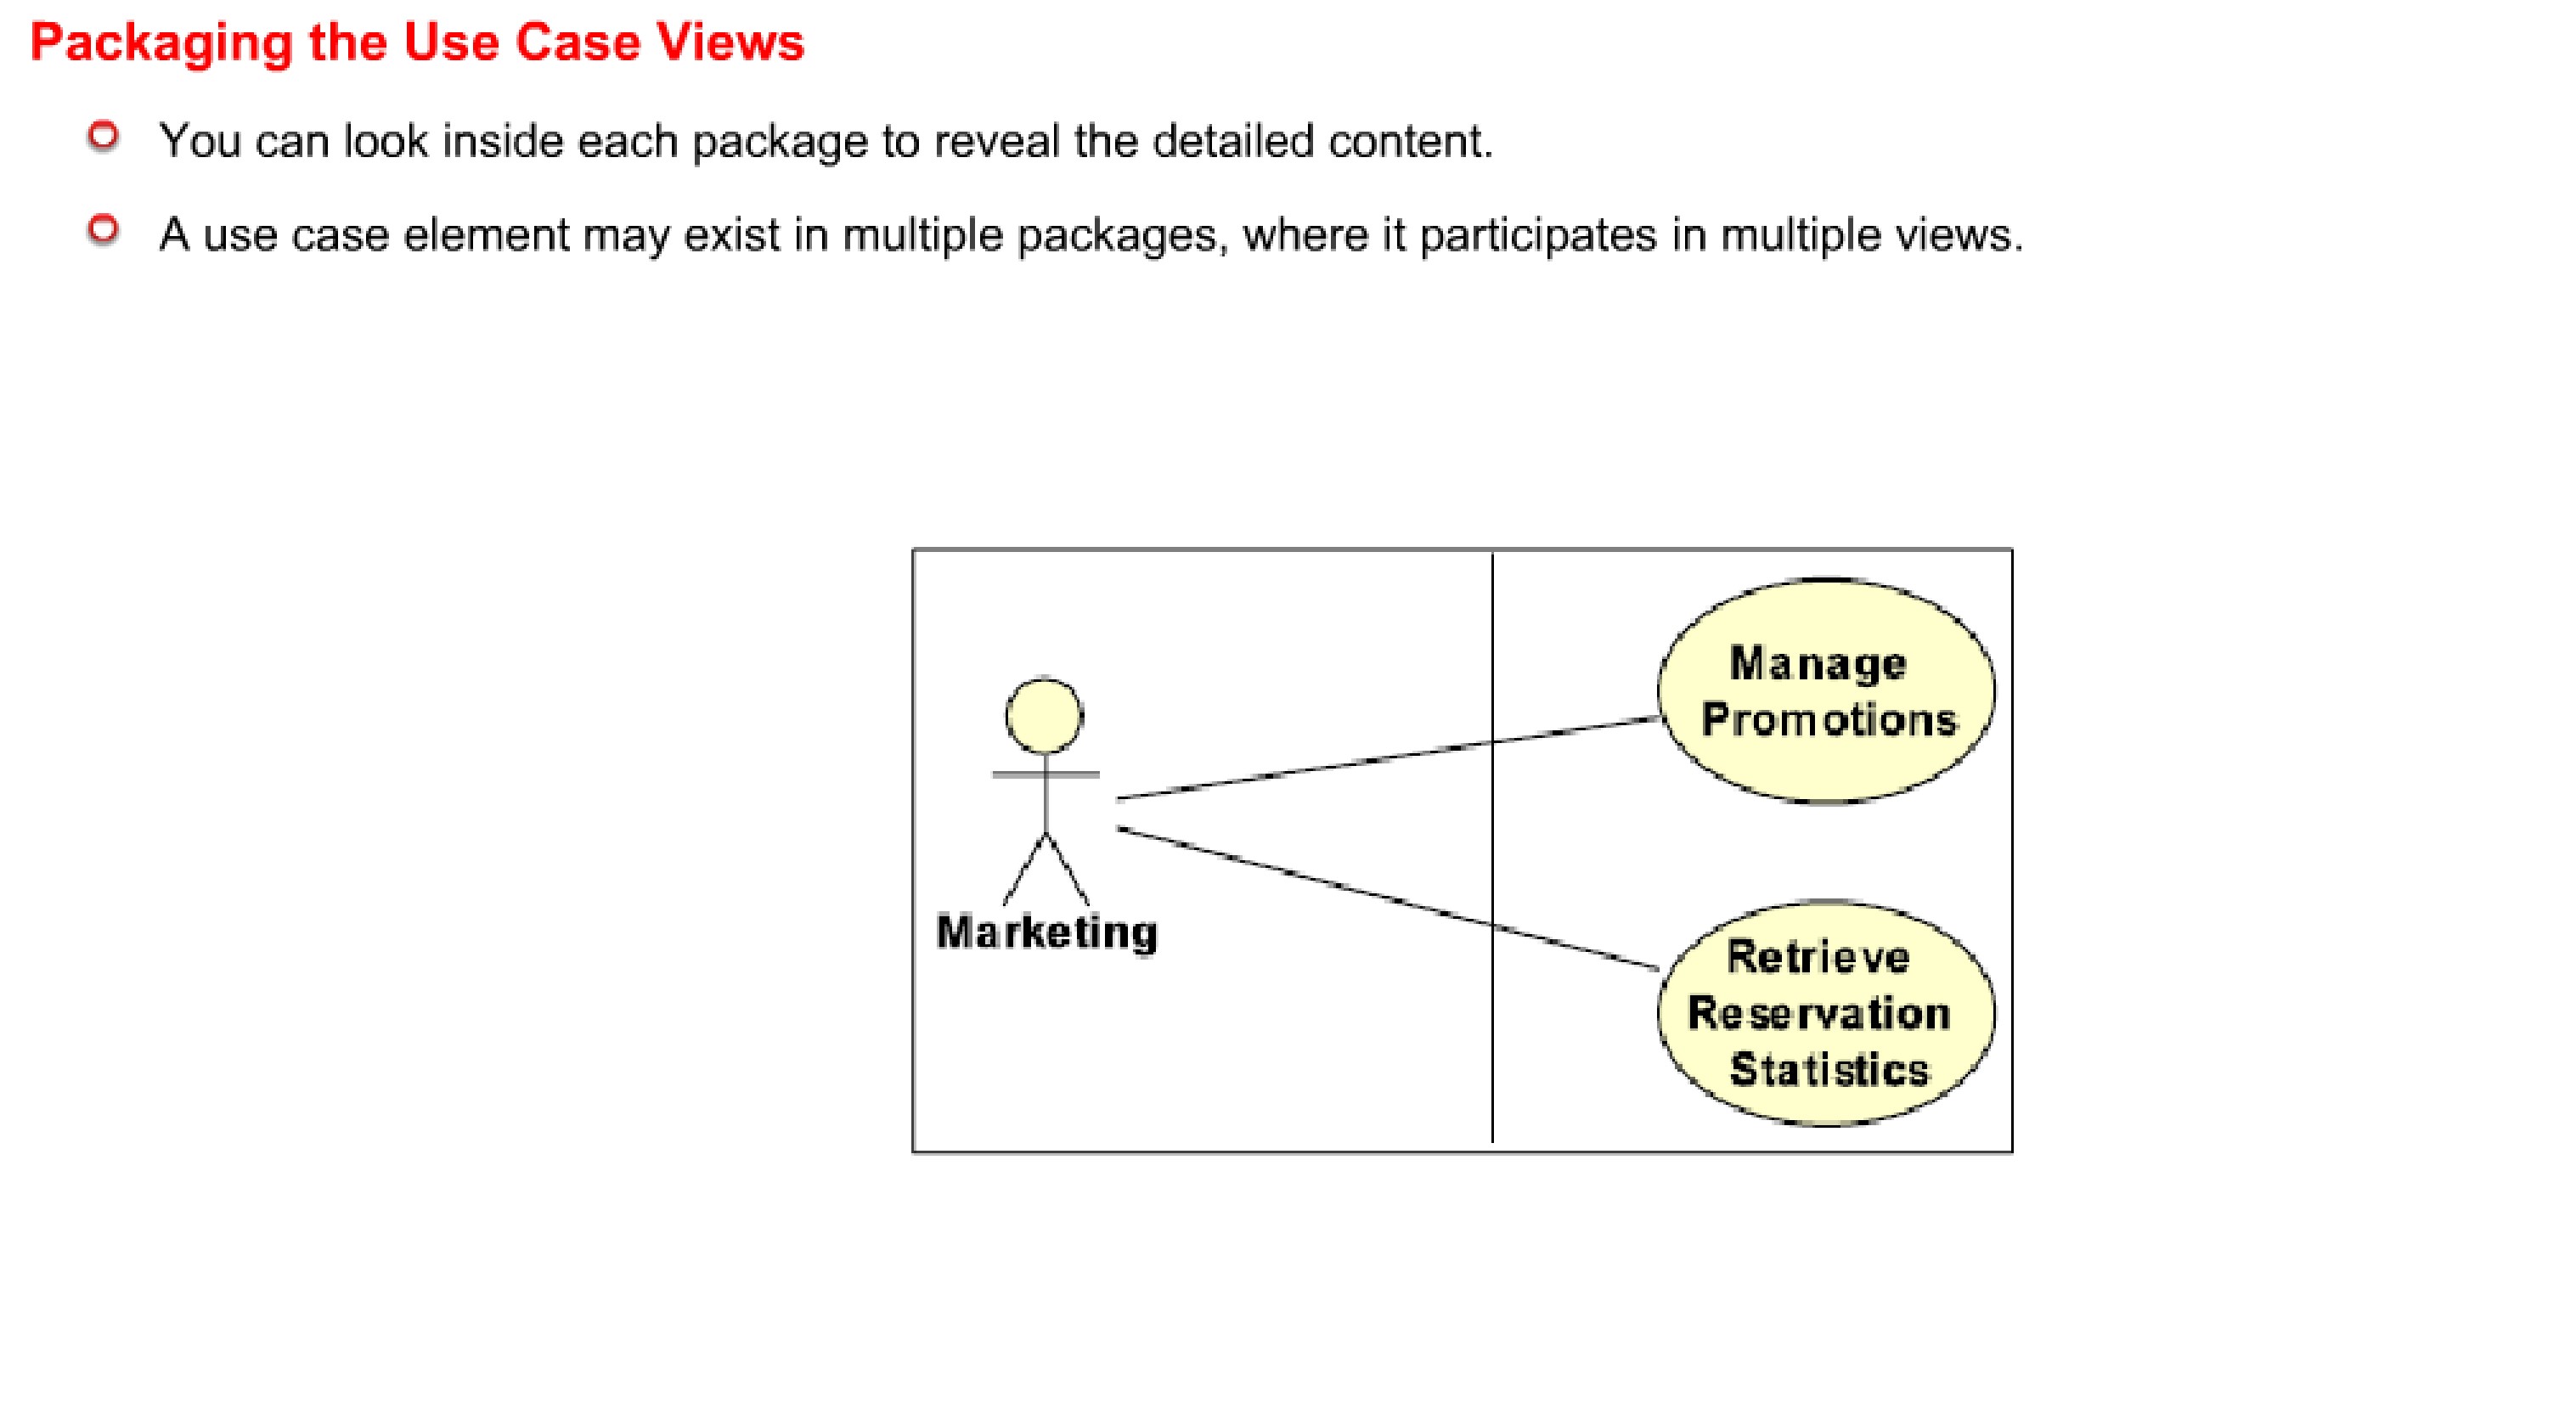 Packaging the Use Case Views
You can look inside each package to reveal the detailed content.
A use case element may exist in multiple packages, where it participates in multiple views.
Manage
Promotions
Marketing
Retrieve
Reservation
Statistics